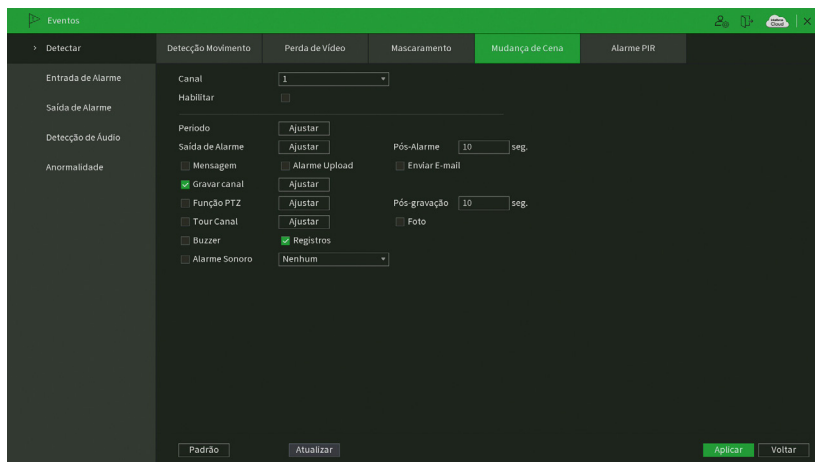 Eventos
Detectar
Entrada de Alarme
Saída de Alarme
Detecção de Áudio
Anormalidade
Detecção Movimento Perda de Vídeo Mascaramento Mudança de Cena Alarme PIR
Canal 1
Habilitar
Periodo Ajustar
Saída de Alarme Ajustar Pós-Alarme 10 seg.
Mensagem Alarme Upload Enviar E-mail
Gravar canal Ajustar
Função PTZ Ajustar Pós-gravação 10 seg.
Tour Canal Ajustar Foto
Buzzer Registros
Alarme Sonoro Nenhum
Padrão Atualizar Aplicar Voltar